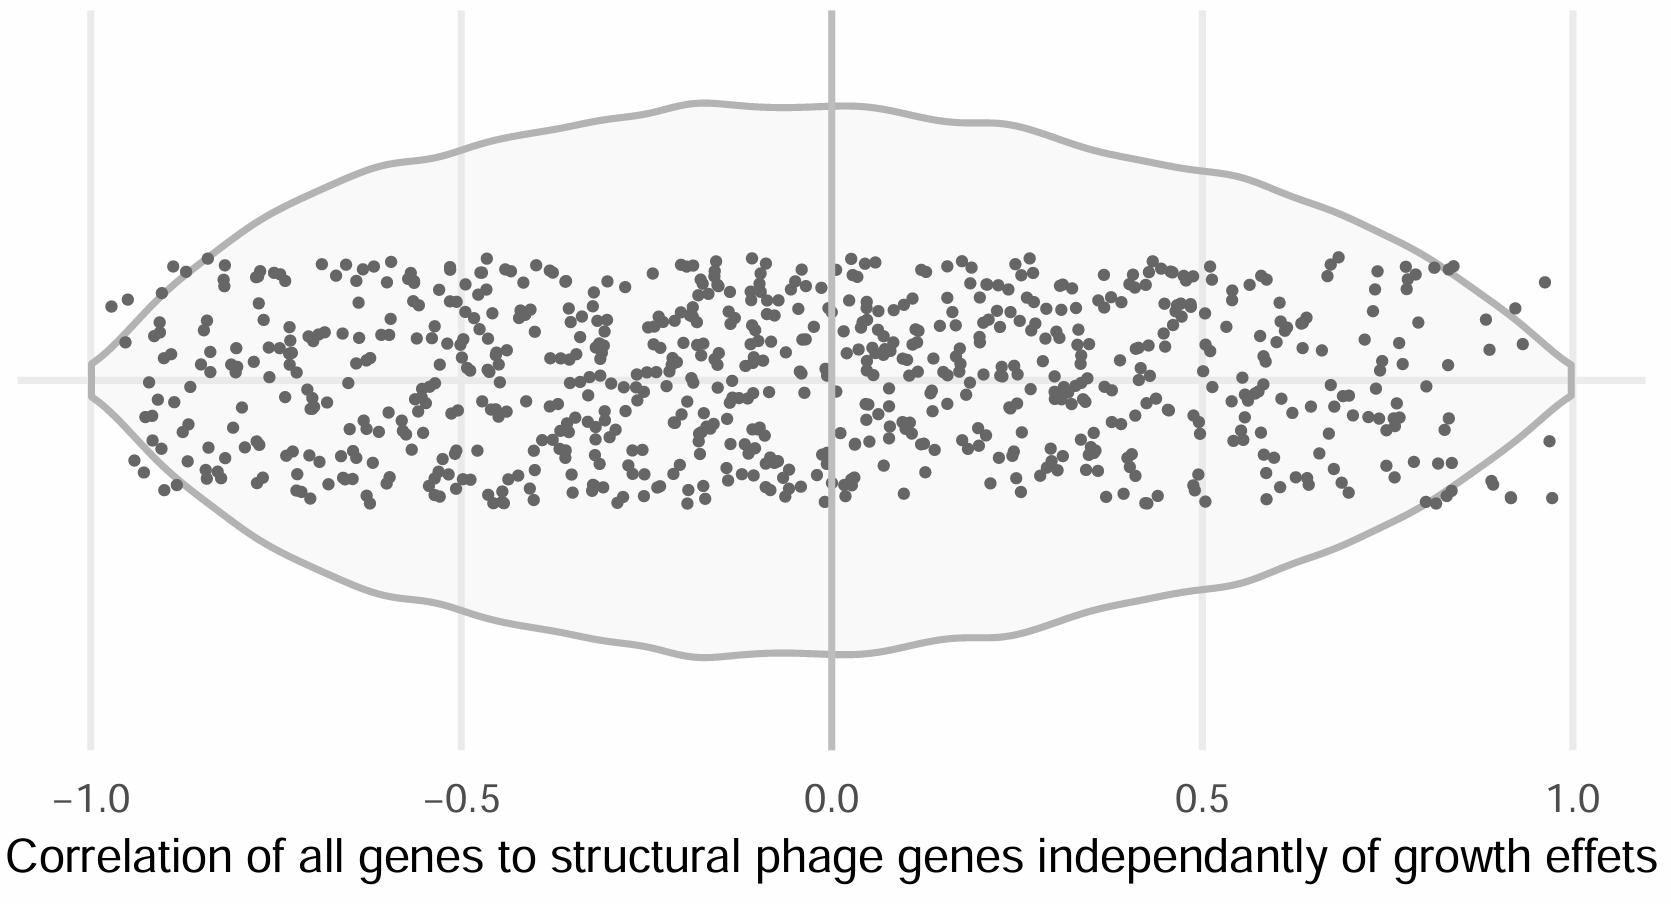 −1.0 −0.5 0.0 0.5 1.0
Correlation of all genes to structural phage genes independantly of growth effets